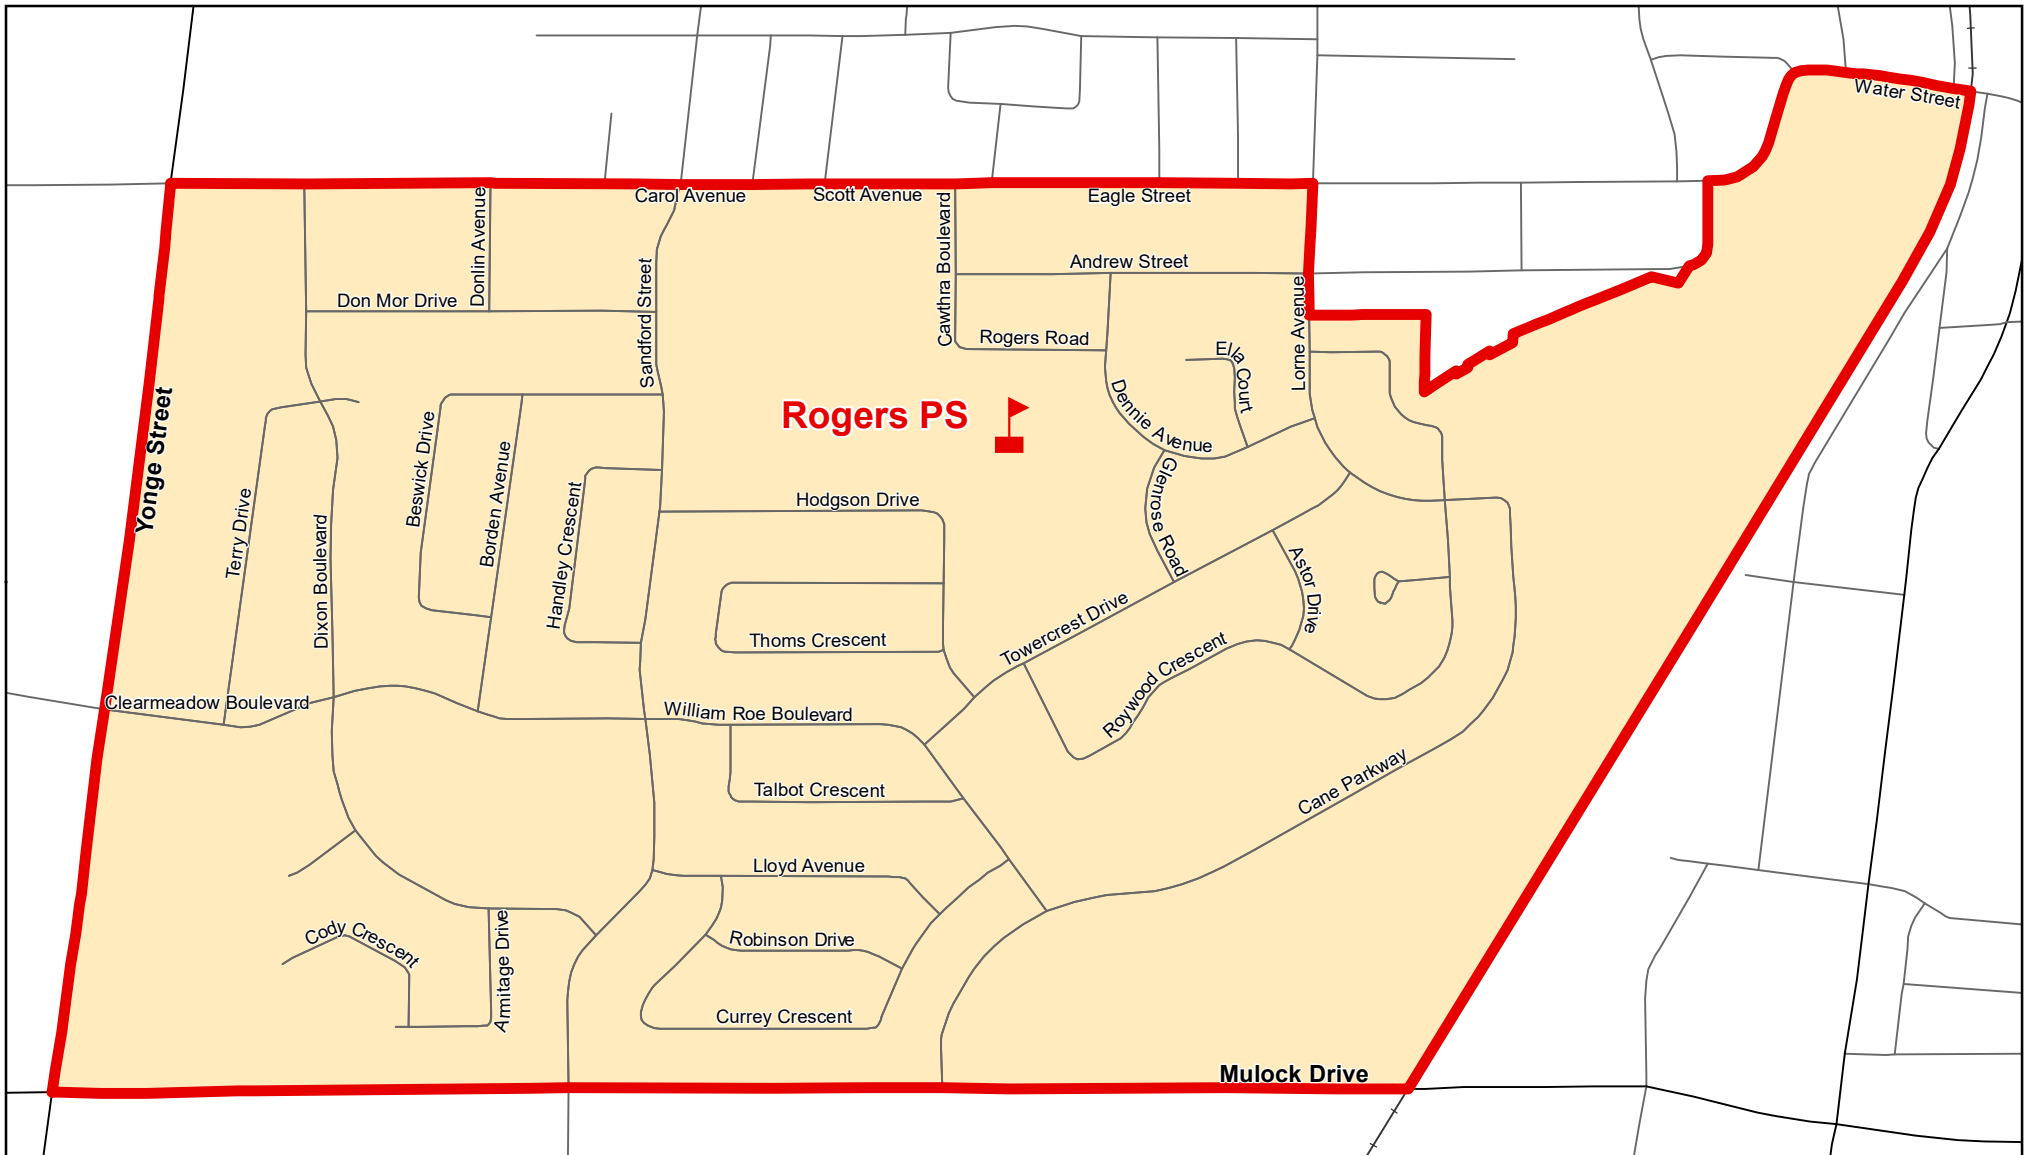 Water Street
Carol Avenue
Scott Avenue
Eagle Street
Donlin Avenue
Cawthra Boulevard
Andrew Street
Don Mor Drive
Sandford Street
Lorne Avenue
Rogers Road
Ella Court
Rogers PS
Dennie Avenue
Yonge Street
Beswick Drive
Borden Avenue
Terry Drive
Dixon Boulevard
Handley Crescent
Hodgson Drive
Glenrose Road
Astor Drive
Thoms Crescent
Towercrest Drive
Roywood Crescent
Clearmeadow Boulevard
William Roe Boulevard
Talbot Crescent
Cane Parkway
Lloyd Avenue
Cody Crescent
Armitage Drive
Robinson Drive
Currey Crescent
Mulock Drive